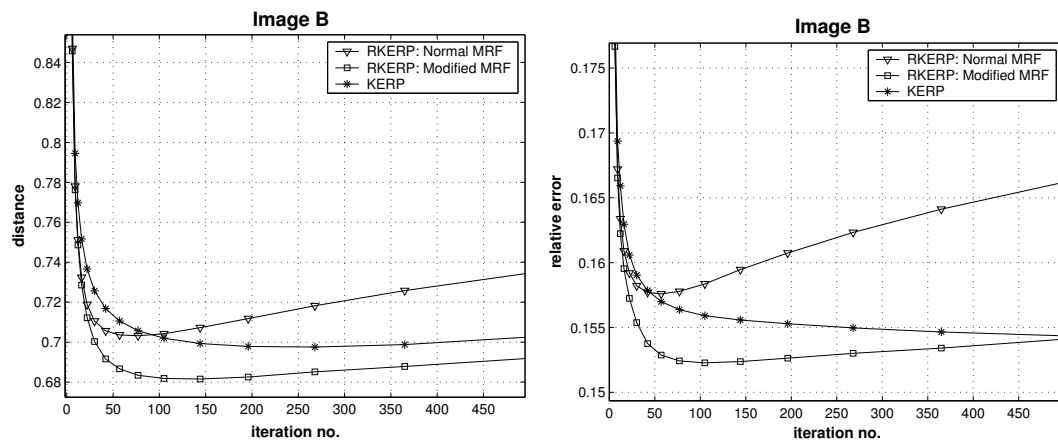 Image B
RKERP: Normal MRF
RKERP: Modified MRF
KERP
0.84
0.82
0.8
0.78
0.76
0.74
0.72
0.7
0.68
distance
0
50
100
150
200
250
300
350
400
450
iteration no.
Image B
RKERP: Normal MRF
RKERP: Modified MRF
KERP
0.175
0.17
0.165
0.16
0.155
0.15
relative error
0
50
100
150
200
250
300
350
400
450
iteration no.